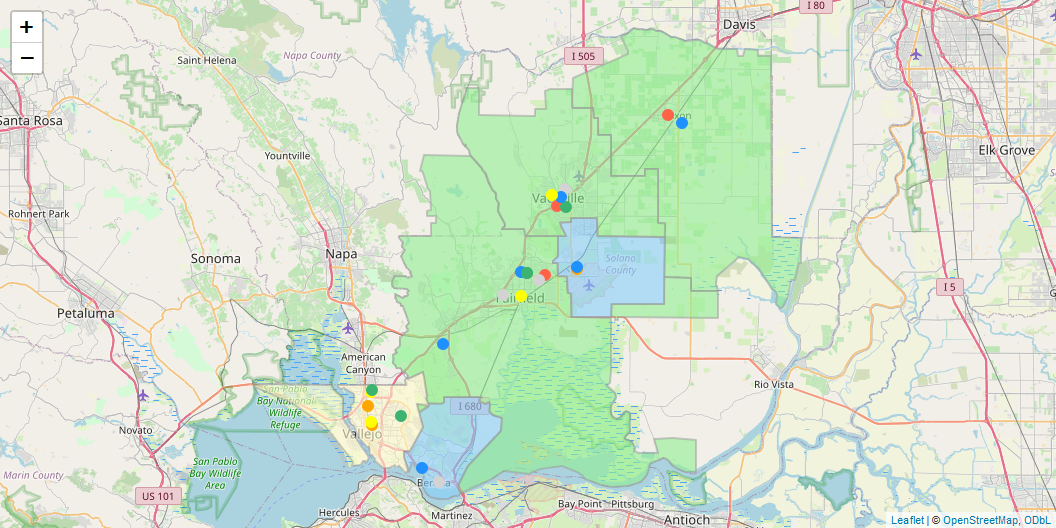 +
−
I 80
Davis
Napa County
Saint Helena
I 505
Santa Rosa
Elk Grove
Yountville
Rohnert Park
Napa
Sonoma
Solano
County
I 5
Petaluma
American
Canyon
Rio Vista
San Pablo
Bay National
Wildlife
Refuge
I 680
Vallejo
Novato
San Pablo
Bay Wildlife
Area
Marin County
US 101
Hercules
Martinez
Bay Point
Pittsburg
Antioch
Leaflet | © OpenStreetMap, ODbL